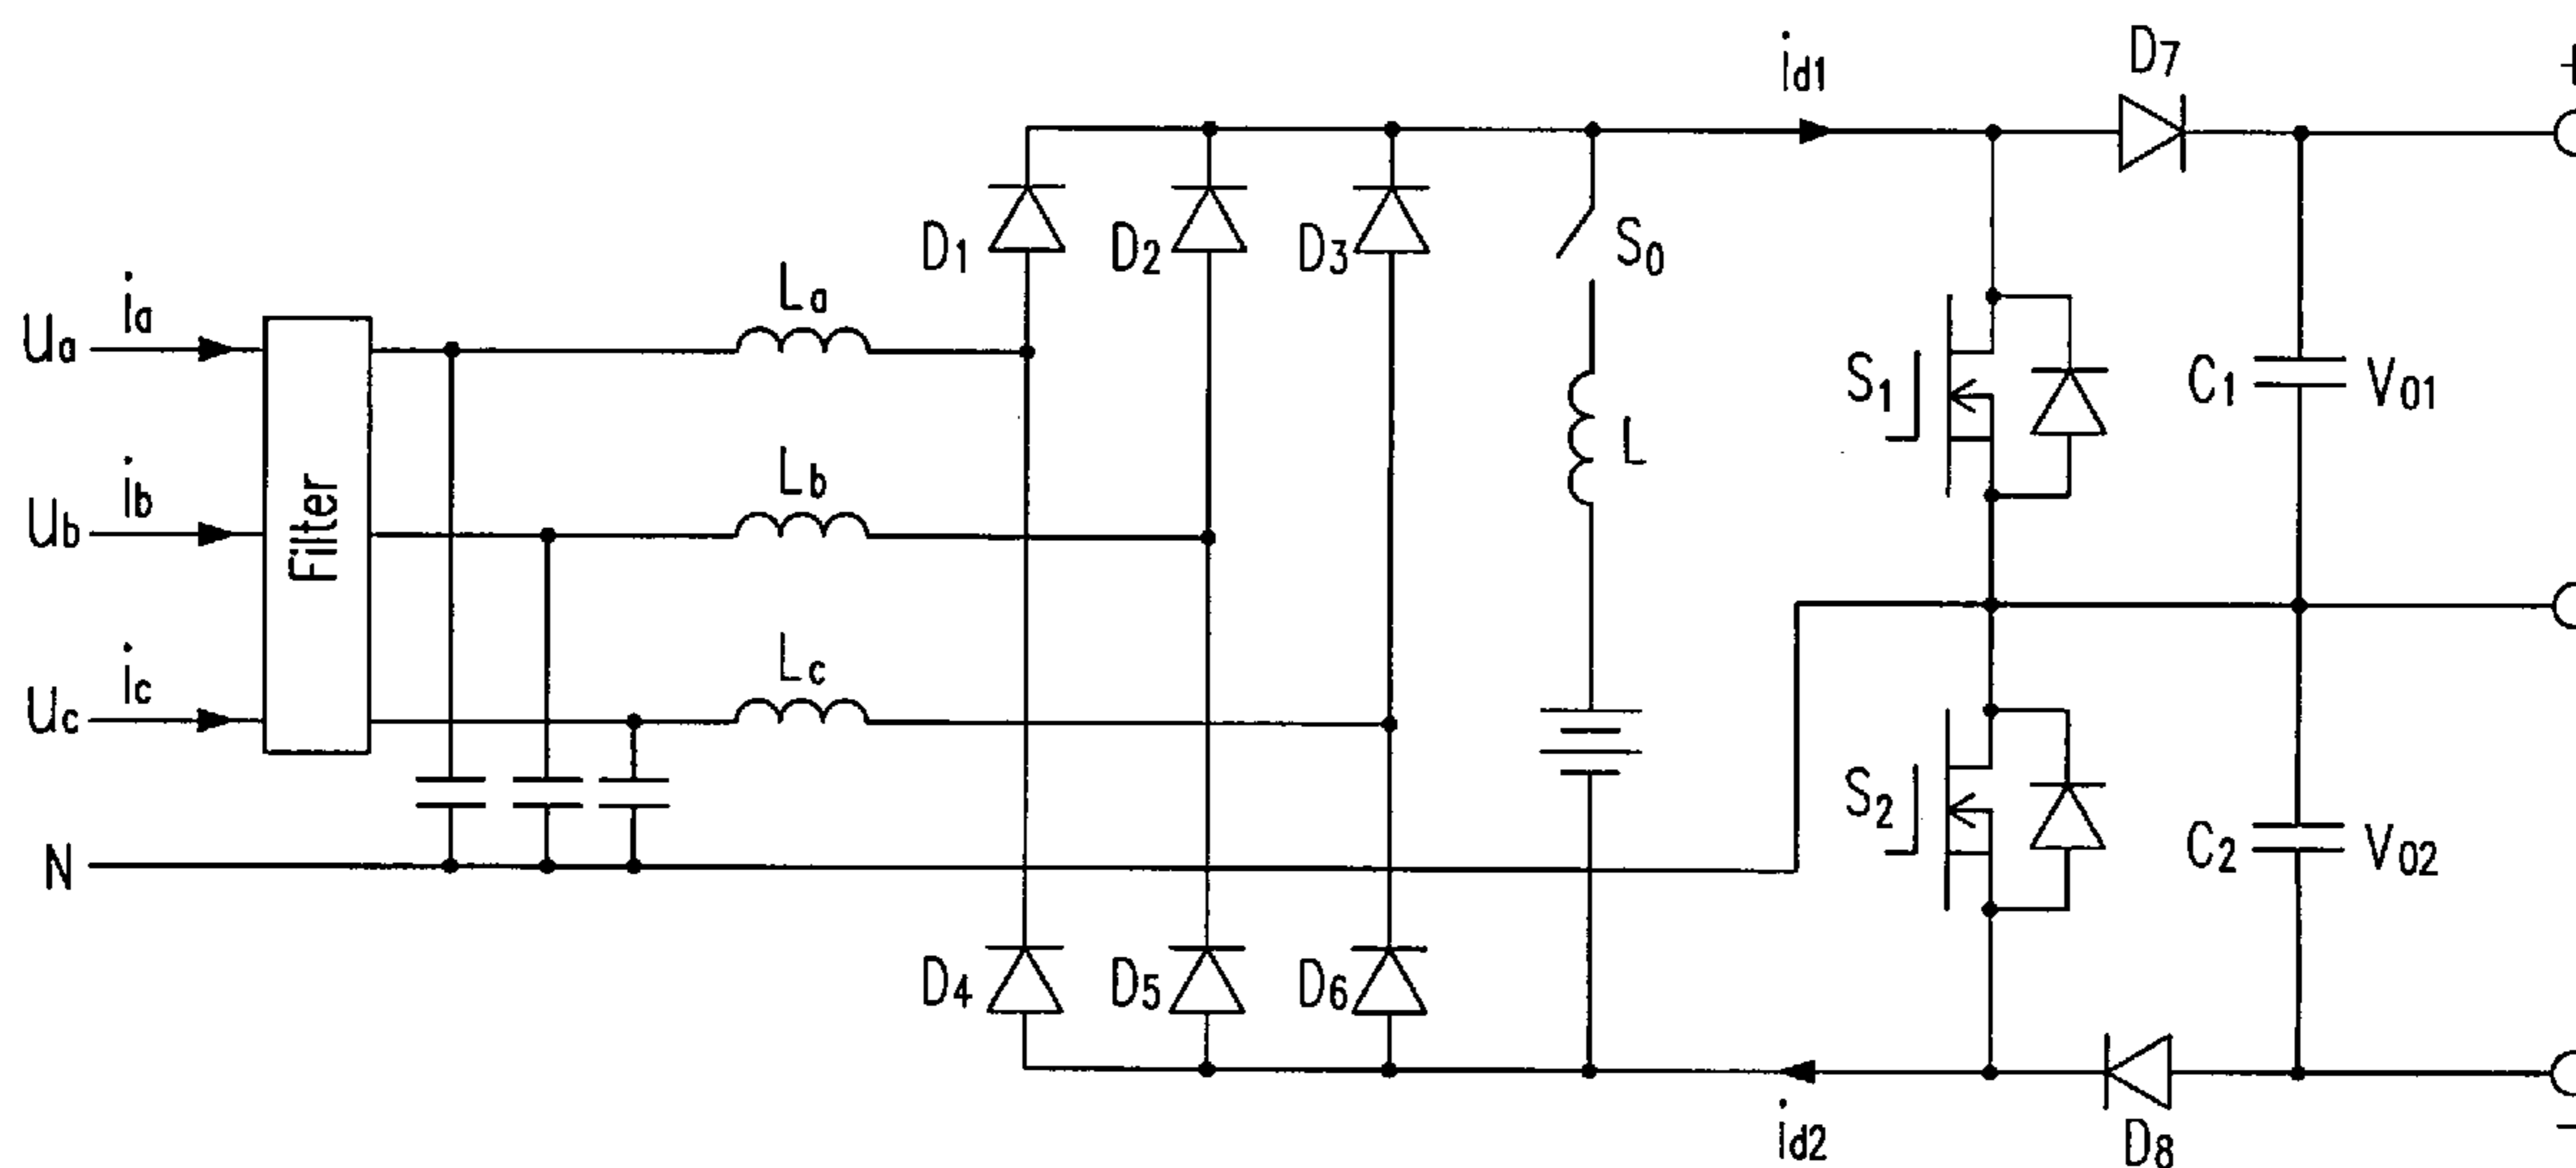 id1
D7
+
D1
D2
D3
S0
Ua
ia
La
S1
C1
V01
Filter
Ub
ib
Lb
L
Uc
ic
Lc
S2
C2
V02
N
D4
D5
D6
id2
D8
−